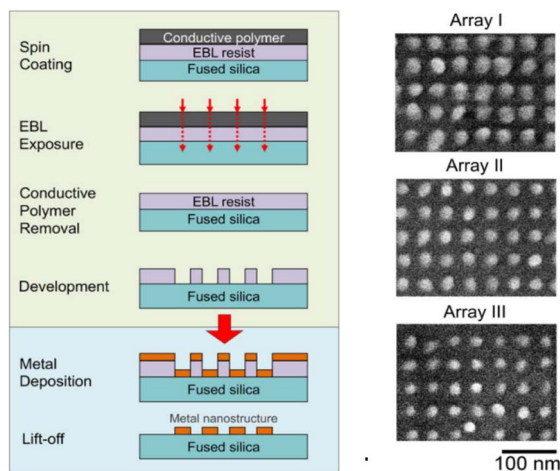 Spin
Coating
Conductive polymer
EBL resist
Fused silica
EBL
Exposure
Conductive
Polymer
Removal
EBL resist
Fused silica
Development
Fused silica
Metal
Deposition
Fused silica
Metal nanostructure
Lift-off
Fused silica
Array I
Array II
Array III
100 nm